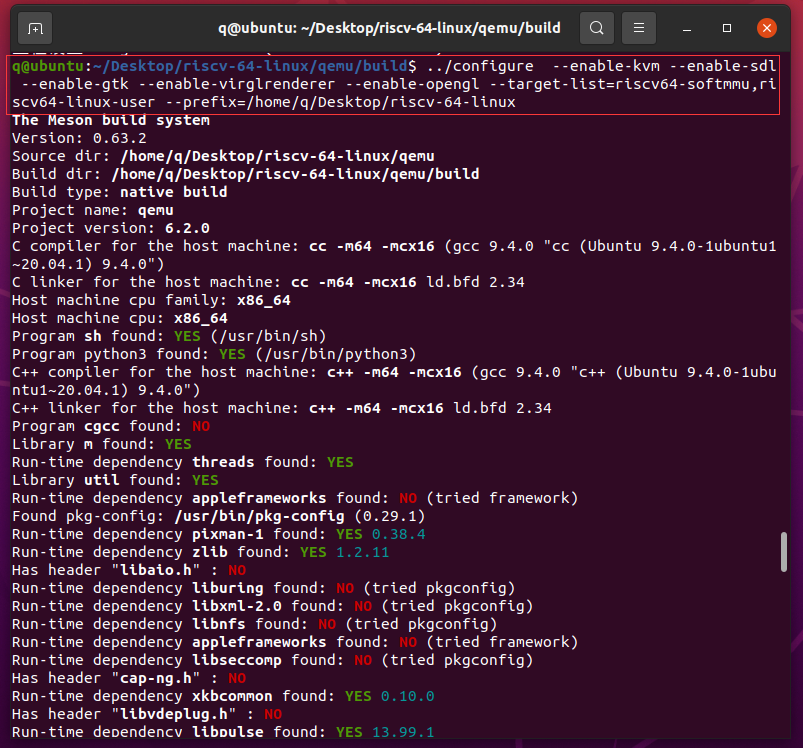 q@ubuntu: ~/Desktop/riscv-64-linux/qemu/build
q@ubuntu:~/Desktop/riscv-64-linux/qemu/build$ ../configure  --enable-kvm --enable-sdl
 --enable-gtk --enable-virglrenderer --enable-opengl --target-list=riscv64-softmmu,ri
scv64-linux-user --prefix=/home/q/Desktop/riscv-64-linux
The Meson build system
Version: 0.63.2
Source dir: /home/q/Desktop/riscv-64-linux/qemu
Build dir: /home/q/Desktop/riscv-64-linux/qemu/build
Build type: native build
Project name: qemu
Project version: 6.2.0
C compiler for the host machine: cc -m64 -mcx16 (gcc 9.4.0 "cc (Ubuntu 9.4.0-1ubuntu1
~20.04.1) 9.4.0")
C linker for the host machine: cc -m64 -mcx16 ld.bfd 2.34
Host machine cpu family: x86_64
Host machine cpu: x86_64
Program sh found: YES (/usr/bin/sh)
Program python3 found: YES (/usr/bin/python3)
C++ compiler for the host machine: c++ -m64 -mcx16 (gcc 9.4.0 "c++ (Ubuntu 9.4.0-1ubu
ntu1~20.04.1) 9.4.0")
C++ linker for the host machine: c++ -m64 -mcx16 ld.bfd 2.34
Program cgcc found: NO
Library m found: YES
Run-time dependency threads found: YES
Library util found: YES
Run-time dependency appleframeworks found: NO (tried framework)
Found pkg-config: /usr/bin/pkg-config (0.29.1)
Run-time dependency pixman-1 found: YES 0.38.4
Run-time dependency zlib found: YES 1.2.11
Has header "libaio.h" : NO
Run-time dependency liburing found: NO (tried pkgconfig)
Run-time dependency libxml-2.0 found: NO (tried pkgconfig)
Run-time dependency libnfs found: NO (tried pkgconfig)
Run-time dependency appleframeworks found: NO (tried framework)
Run-time dependency libseccomp found: NO (tried pkgconfig)
Has header "cap-ng.h" : NO
Run-time dependency xkbcommon found: YES 0.10.0
Has header "libvdeplug.h" : NO
Run-time dependency libpulse found: YES 13.99.1